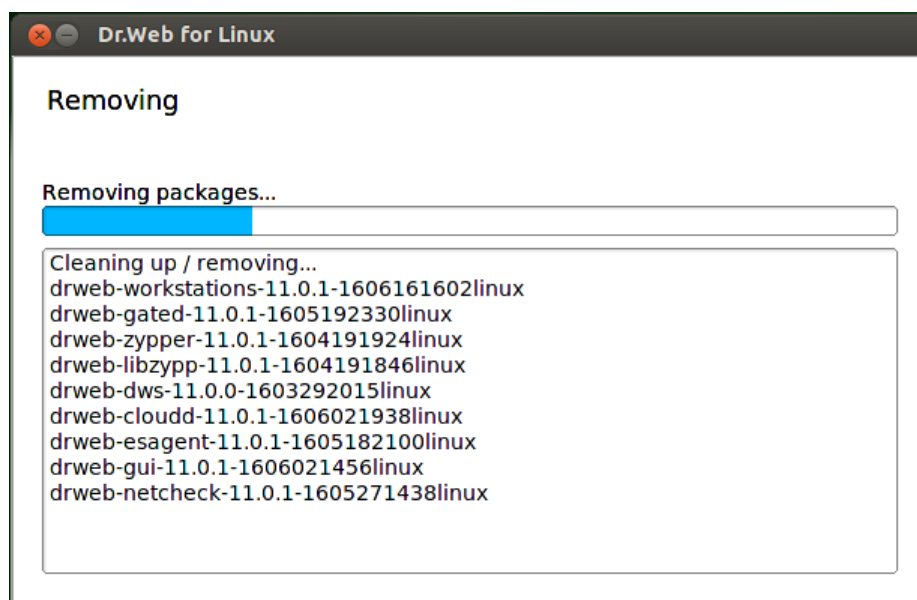 Dr.Web for Linux
Removing
Removing packages...
Cleaning up / removing...
drweb-workstations-11.0.1-1606161602linux
drweb-gated-11.0.1-1605192330linux
drweb-zypper-11.0.1-1604191924linux
drweb-libzypp-11.0.1-1604191846linux
drweb-dws-11.0.0-1603292015linux
drweb-cloudd-11.0.1-1606021938linux
drweb-esagent-11.0.1-1605182100linux
drweb-gui-11.0.1-1606021456linux
drweb-netcheck-11.0.1-1605271438linux